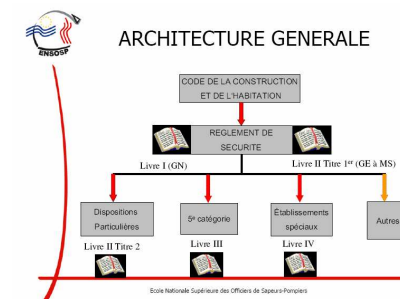 ENSOSP
ARCHITECTURE GENERALE
CODE DE LA CONSTRUCTION
ET DE L'HABITATION
REGLEMENT DE
SECURITE
Livre I (GN)
Livre II Titre 1er (GE à MS)
Dispositions
Particulières
5e catégorie
Établissements
spéciaux
Autres
Livre II Titre 2
Livre III
Livre IV
Ecole Nationale Supérieure des Officiers de Sapeurs-Pompiers